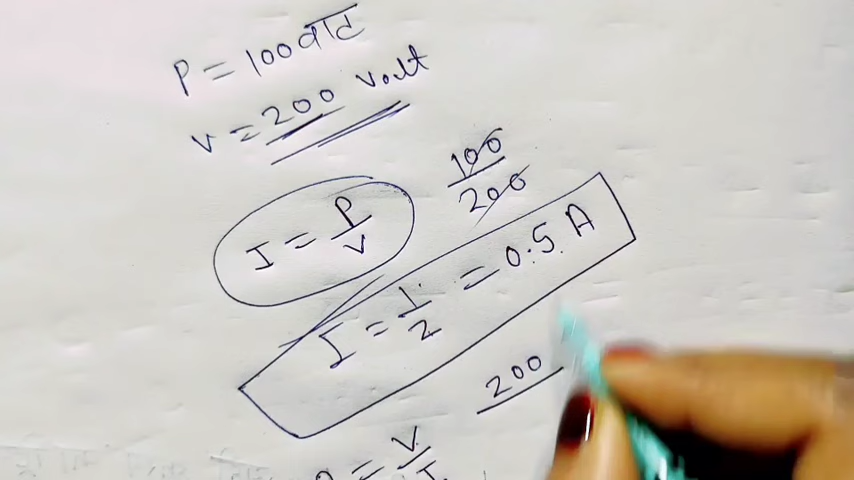 P = 100 वाट
V = 200 Volt
I = P/V
100/200
I = 1/2 = 0.5 A
200
= V/I